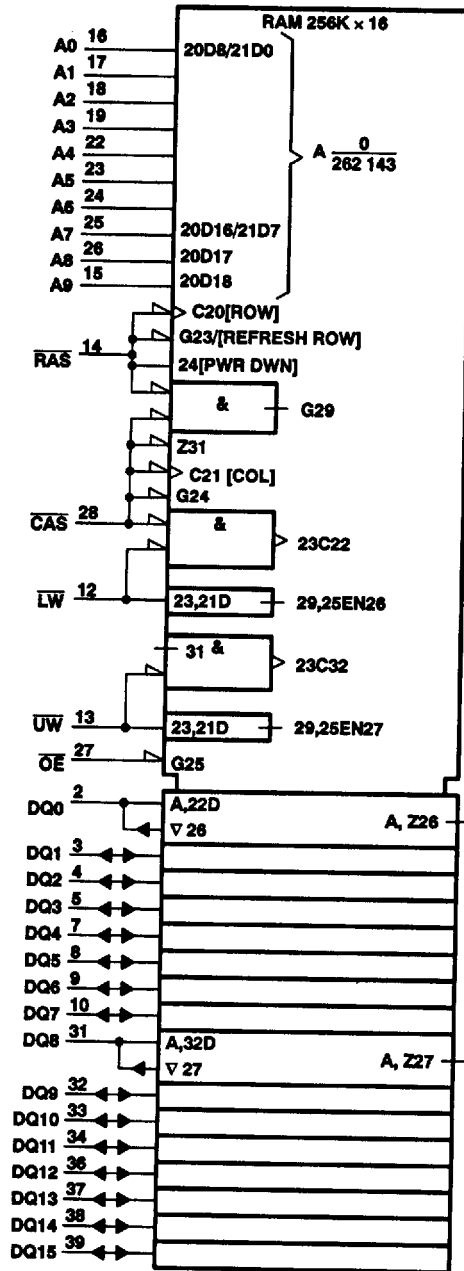 RAM 256K × 16
A0 16 20D8/21D0
A1 17
A2 18
A3 19
A4 22
A5 23
A6 24
A7 25 20D16/21D7
A8 26 20D17
A9 15 20D18
A 0
262 143
C20[ROW]
G23/[REFRESH ROW]
RAS 14 24[PWR DWN]
& G29
Z31
C21 [COL]
G24
CAS 28 & 23C22
LW 12 23,21D 29,25EN26
31 & 23C32
UW 13 23,21D 29,25EN27
OE 27 G25
DQ0 2 A,22D
∇ 26 A, Z26
DQ1 3
DQ2 4
DQ3 5
DQ4 7
DQ5 8
DQ6 9
DQ7 10
DQ8 31 A,32D
∇ 27 A, Z27
DQ9 32
DQ10 33
DQ11 34
DQ12 36
DQ13 37
DQ14 38
DQ15 39